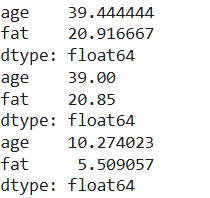 age    39.444444
fat    20.916667
dtype: float64
age    39.00
fat    20.85
dtype: float64
age    10.274023
fat     5.509057
dtype: float64